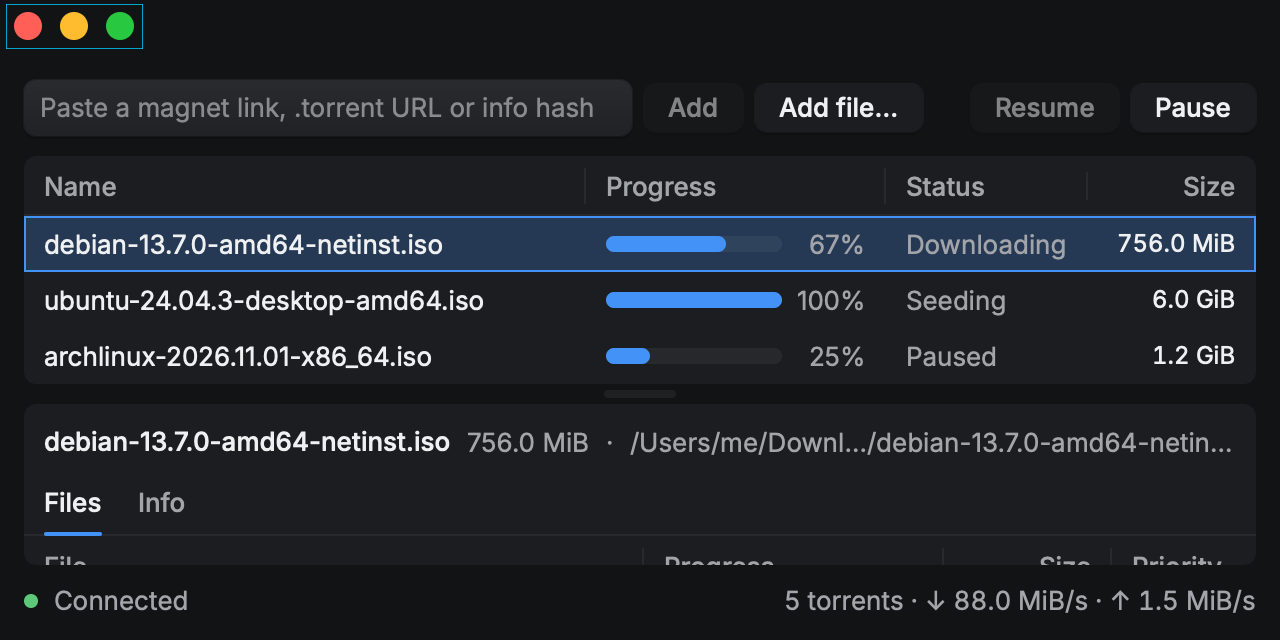 Paste a magnet link, .torrent URL or info hash Add Add file... Resume Pause
Name Progress Status Size
debian-13.7.0-amd64-netinst.iso 67% Downloading 756.0 MiB
ubuntu-24.04.3-desktop-amd64.iso 100% Seeding 6.0 GiB
archlinux-2026.11.01-x86_64.iso 25% Paused 1.2 GiB
debian-13.7.0-amd64-netinst.iso 756.0 MiB · /Users/me/Downl.../debian-13.7.0-amd64-netin...
Files Info
File Progress Size Priority
Connected 5 torrents · ↓ 88.0 MiB/s · ↑ 1.5 MiB/s